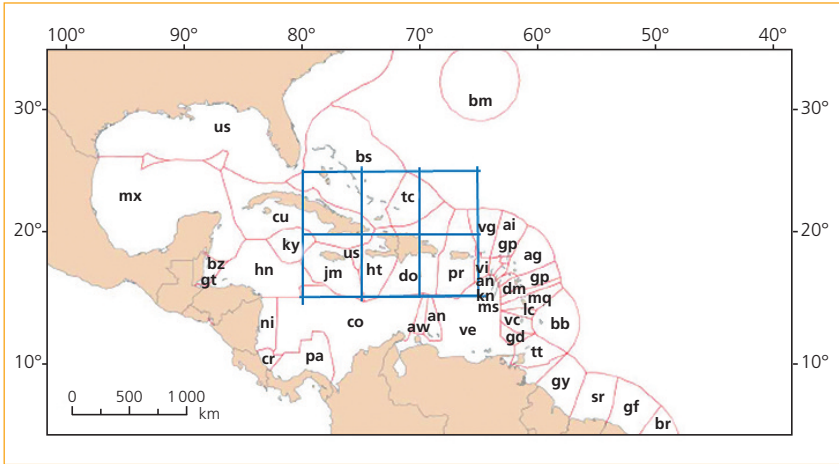 100° 90° 80° 70° 60° 50° 40°
bm
30° 30°
us
bs
mx
tc
20° 20°
cu
vg ai
ky
us
gp
ag
bz
hn
jm
ht
do
pr
vi
gp
gt
an
dm
kn
mq
ms
lc
ni
co
an
vc
bb
aw
ve
gd
cr
pa
tt
10° 10°
gy
0 500 1000
km
sr
gf
br